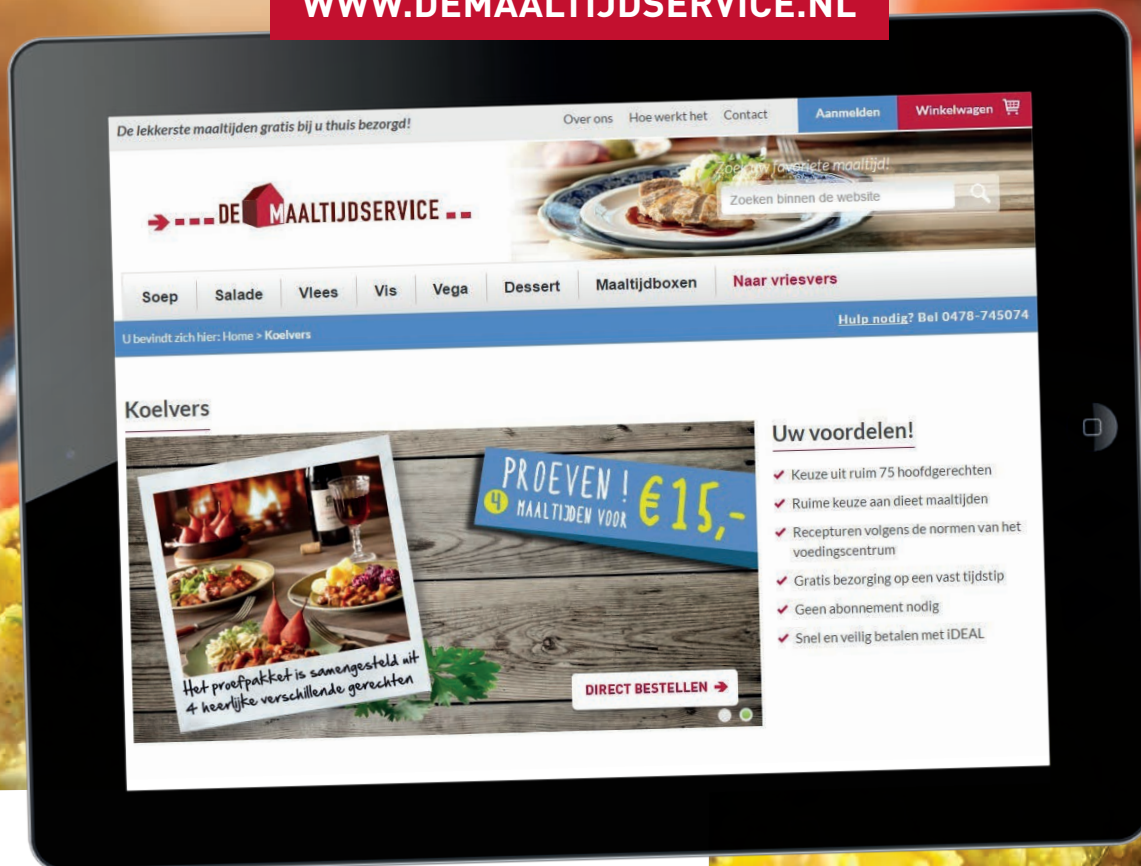 WWW.DEMAALTIJDSERVICE.NL
De lekkerste maaltijden gratis bij u thuis bezorgd!
Over ons Hoe werkt het Contact Aanmelden Winkelwagen
DE MAALTIJDSERVICE
Zoek uw favoriete maaltijd!
Zoeken binnen de website
Soep Salade Vlees Vis Vega Dessert Maaltijdboxen Naar vriesvers
U bevindt zich hier: Home > Koelvers
Hulp nodig? Bel 0478-745074
Koelvers
PROEVEN !
4 MAALTIJDEN VOOR €15,-
Het proefpakket is samengesteld uit
4 heerlijke verschillende gerechten
DIRECT BESTELLEN
Uw voordelen!
Keuze uit ruim 75 hoofdgerechten
Ruime keuze aan dieet maaltijden
Recepturen volgens de normen van het
voedingscentrum
Gratis bezorging op een vast tijdstip
Geen abonnement nodig
Snel en veilig betalen met iDEAL